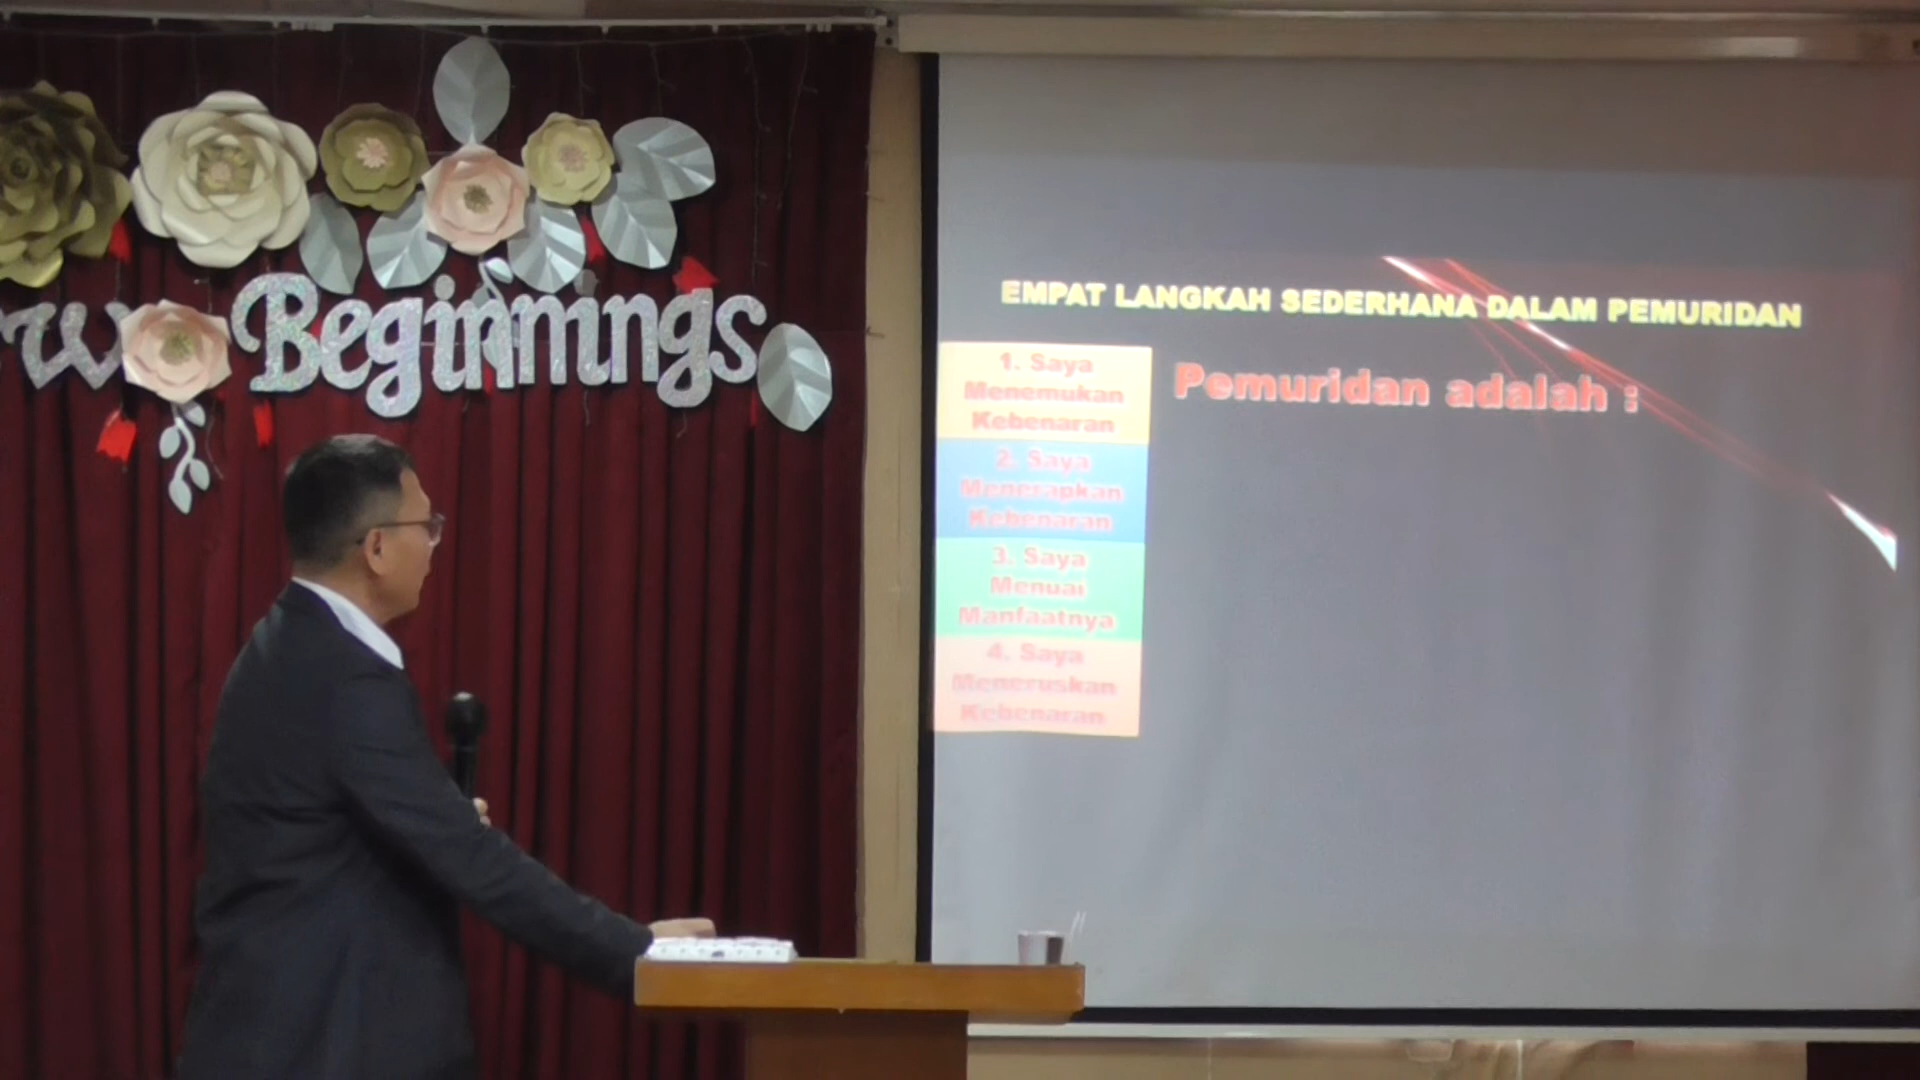 Beginnings
EMPAT LANGKAH SEDERHANA DALAM PEMURIDAN
1. Saya
Menemukan
Kebenaran
2. Saya
Menerapkan
Kebenaran
3. Saya
Menuai
Manfaatnya
4. Saya
Meneruskan
Kebenaran
Pemuridan adalah :